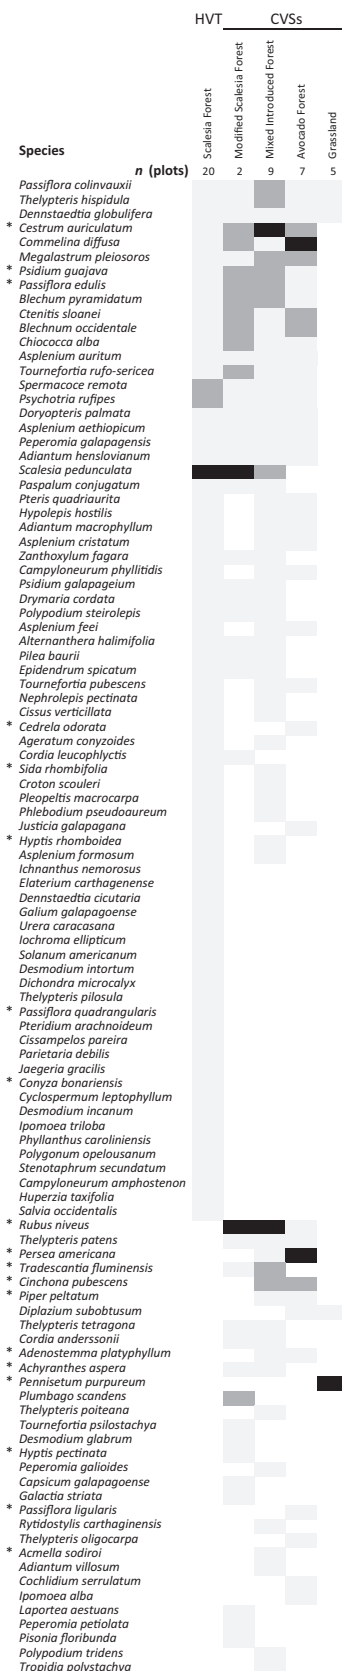 HVT CVSs
Scalesia Forest
Modified Scalesia Forest
Mixed Introduced Forest
Avocado Forest
Grassland
Species
n (plots) 20 2 9 7 5
Passiflora colinvauxii
Thelypteris hispidula
Dennstaedtia globulifera
* Cestrum auriculatum
Commelina diffusa
Megalastrum pleiosoros
* Psidium guajava
* Passiflora edulis
Blechum pyramidatum
Ctenitis sloanei
Blechnum occidentale
Chiococca alba
Asplenium auritum
Tournefortia rufo-sericea
Spermacoce remota
Psychotria rufipes
Doryopteris palmata
Asplenium aethiopicum
Peperomia galapagensis
Adiantum henslovianum
Scalesia pedunculata
Paspalum conjugatum
Pteris quadriaurita
Hypolepis hostilis
Adiantum macrophyllum
Asplenium cristatum
Zanthoxylum fagara
Campyloneurum phyllitidis
Psidium galapageium
Drymaria cordata
Polypodium steirolepis
Asplenium feei
Alternanthera halimifolia
Pilea baurii
Epidendrum spicatum
Tournefortia pubescens
Nephrolepis pectinata
Cissus verticillata
* Cedrela odorata
Ageratum conyzoides
Cordia leucophlyctis
* Sida rhombifolia
Croton scouleri
Pleopeltis macrocarpa
Phlebodium pseudoaureum
Justicia galapagana
* Hyptis rhomboidea
Asplenium formosum
Ichnanthus nemorosus
Elaterium carthagenense
Dennstaedtia cicutaria
Galium galapagoense
Urera caracasana
Iochroma ellipticum
Solanum americanum
Desmodium intortum
Dichondra microcalyx
Thelypteris pilosula
* Passiflora quadrangularis
Pteridium arachnoideum
Cissampelos pareira
Parietaria debilis
Jaegeria gracilis
* Conyza bonariensis
Cyclospermum leptophyllum
Desmodium incanum
Ipomoea triloba
Phyllanthus caroliniensis
Polygonum opelousanum
Stenotaphrum secundatum
Campyloneurum amphostenon
Huperzia taxifolia
Salvia occidentalis
* Rubus niveus
Thelypteris patens
* Persea americana
* Tradescantia fluminensis
* Cinchona pubescens
* Piper peltatum
Diplazium subobtusum
Thelypteris tetragona
Cordia anderssonii
* Adenostemma platyphyllum
* Achyranthes aspera
* Pennisetum purpureum
Plumbago scandens
Thelypteris poiteana
Tournefortia psilostachya
Desmodium glabrum
* Hyptis pectinata
Peperomia galioides
Capsicum galapagoense
Galactia striata
* Passiflora ligularis
Rytidostylis carthaginensis
Thelypteris oligocarpa
* Acmella sodiroi
Adiantum villosum
Cochlidium serrulatum
Ipomoea alba
Laportea aestuans
Peperomia petiolata
Pisonia floribunda
Polypodium tridens
Tropidia polystachya